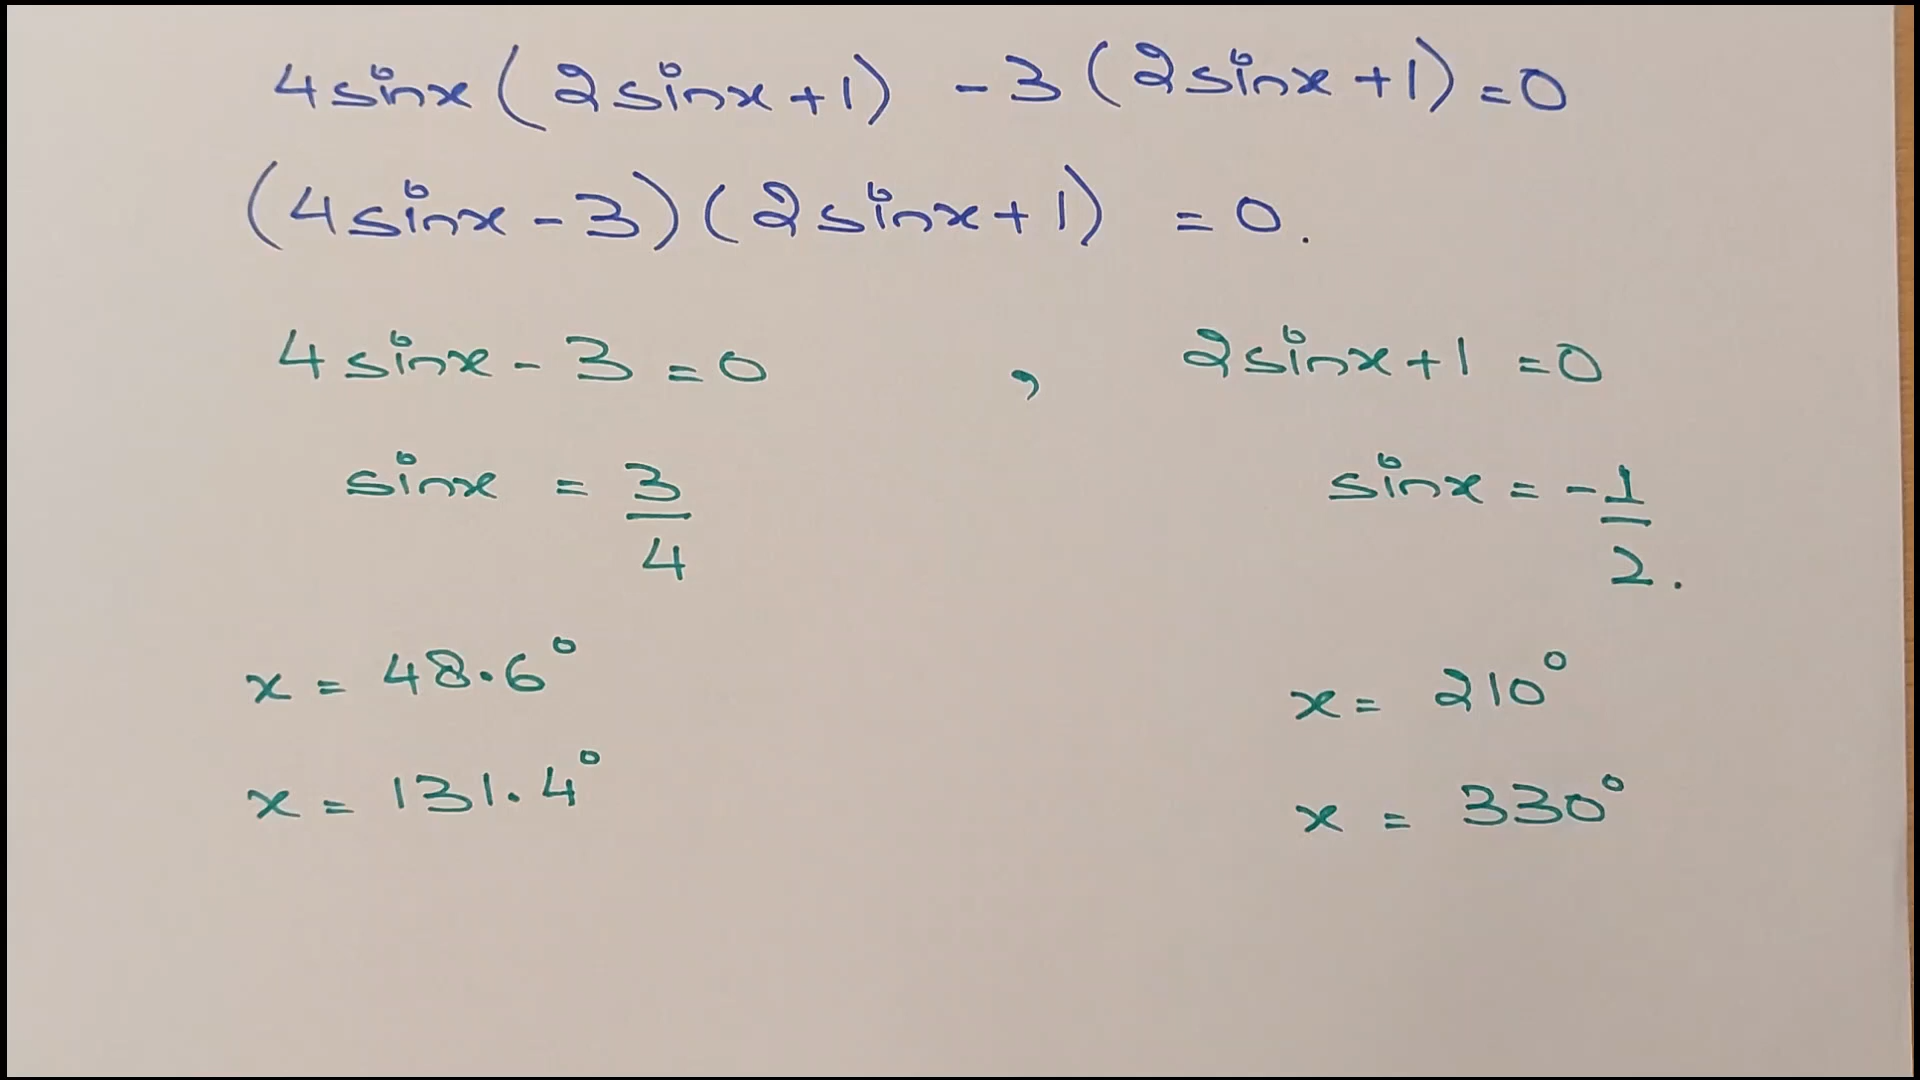 4sinx(2sinx+1) -3(2sinx+1)=0
(4sinx-3)(2sinx+1) =0.
4sinx-3=0 , 2sinx+1=0
sinx = 3/4 sinx = -1/2.
x = 48.6° x = 210°
x = 131.4° x = 330°